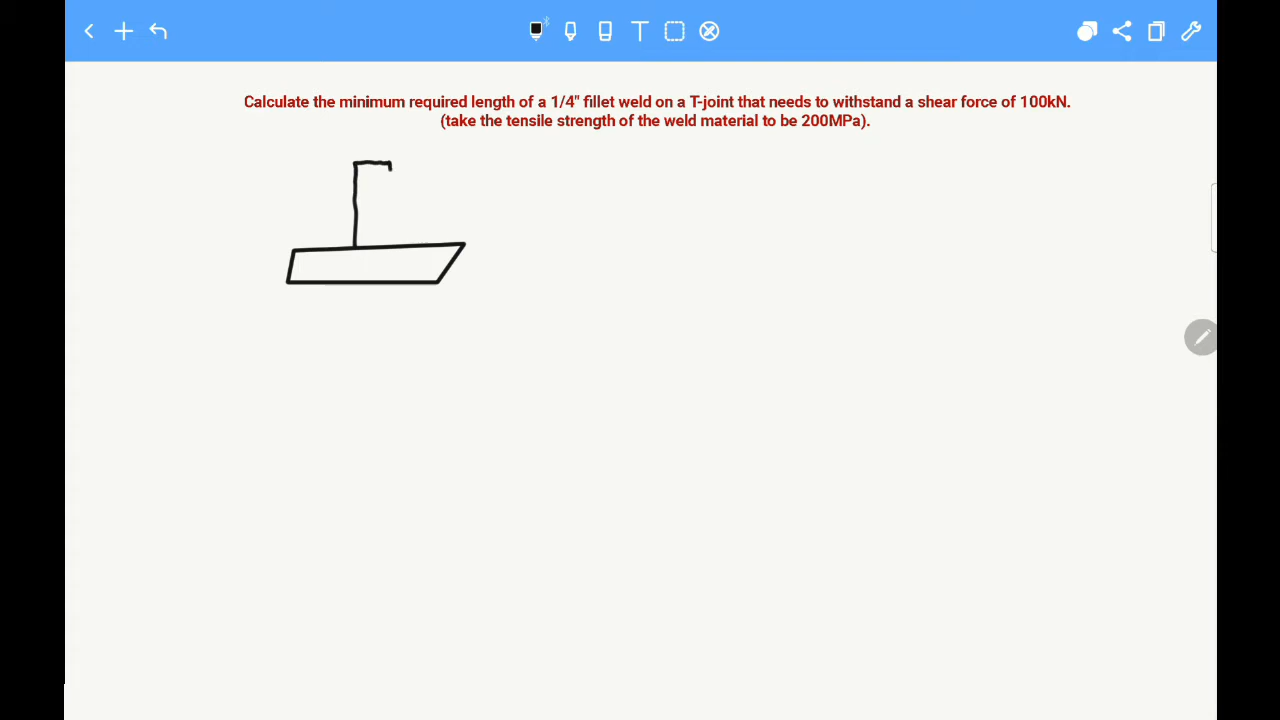 Calculate the minimum required length of a 1/4" fillet weld on a T-joint that needs to withstand a shear force of 100kN.
(take the tensile strength of the weld material to be 200MPa).